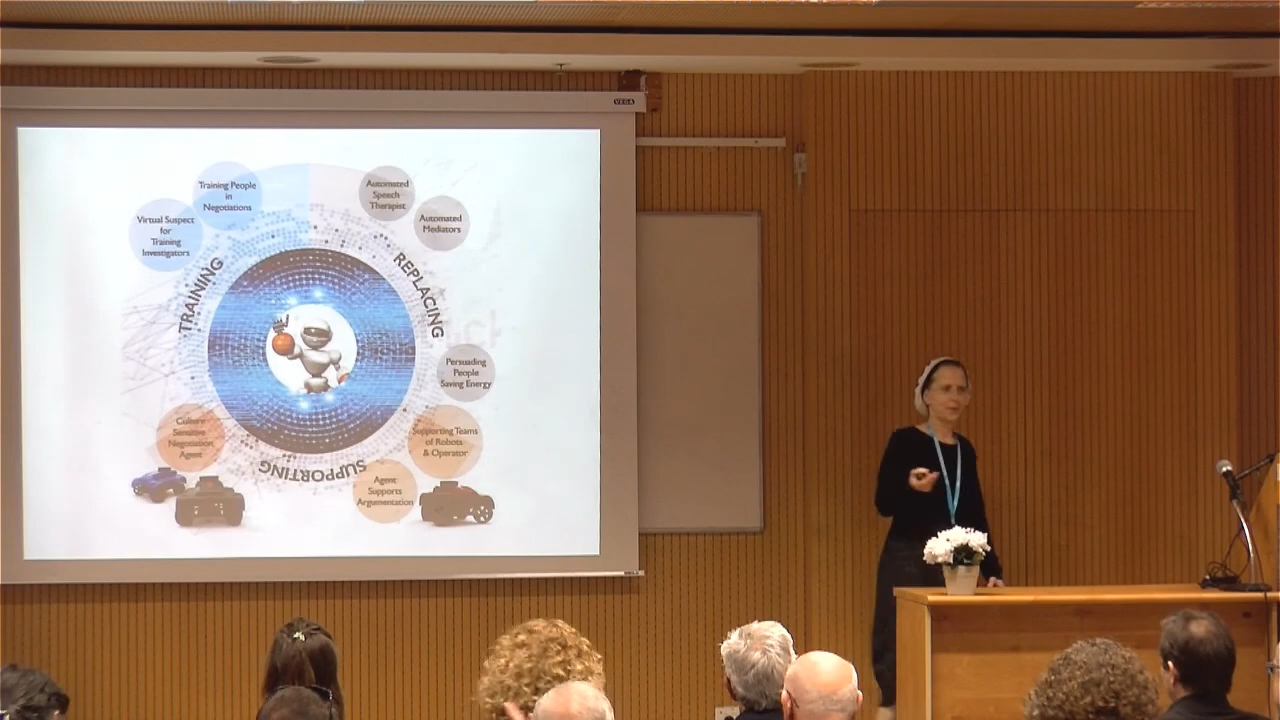 VEGA
Training People
in
Negotiations
Virtual Suspect
for
Training
Investigators
Automated
Speech
Therapist
Automated
Mediators
TRAINING
REPLACING
SUPPORTING
Persuading
People
Saving Energy
Culture
Sensitive
Negotiation
Agent
Supporting Teams
of Robots
& Operator
Agent
Supports
Argumentation